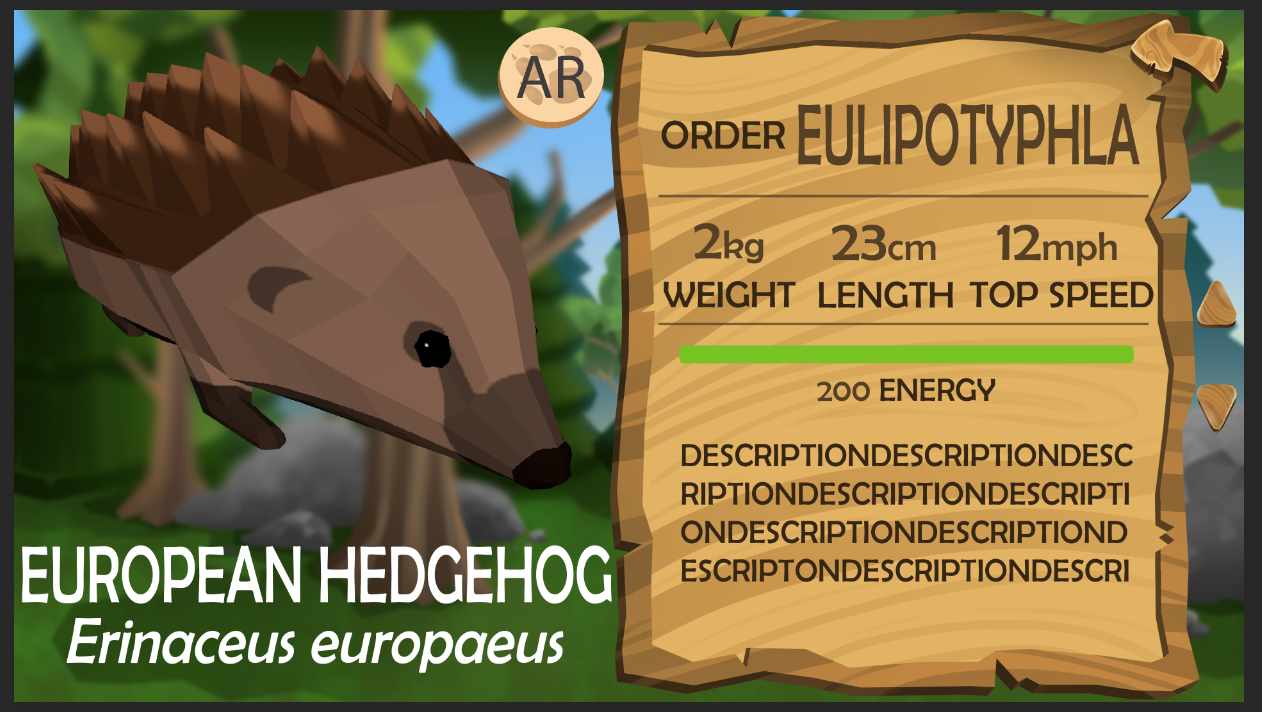 AR
EUROPEAN HEDGEHOG
Erinaceus europaeus
ORDER EULIPOTYPHLA
2kg 23cm 12mph
WEIGHT LENGTH TOP SPEED
200 ENERGY
DESCRIPTIONDESCRIPTIONDESC
RIPTIONDESCRIPTIONDESCRIPTI
ONDESCRIPTIONDESCRIPTIOND
ESCRIPTONDESCRIPTIONDESCRI